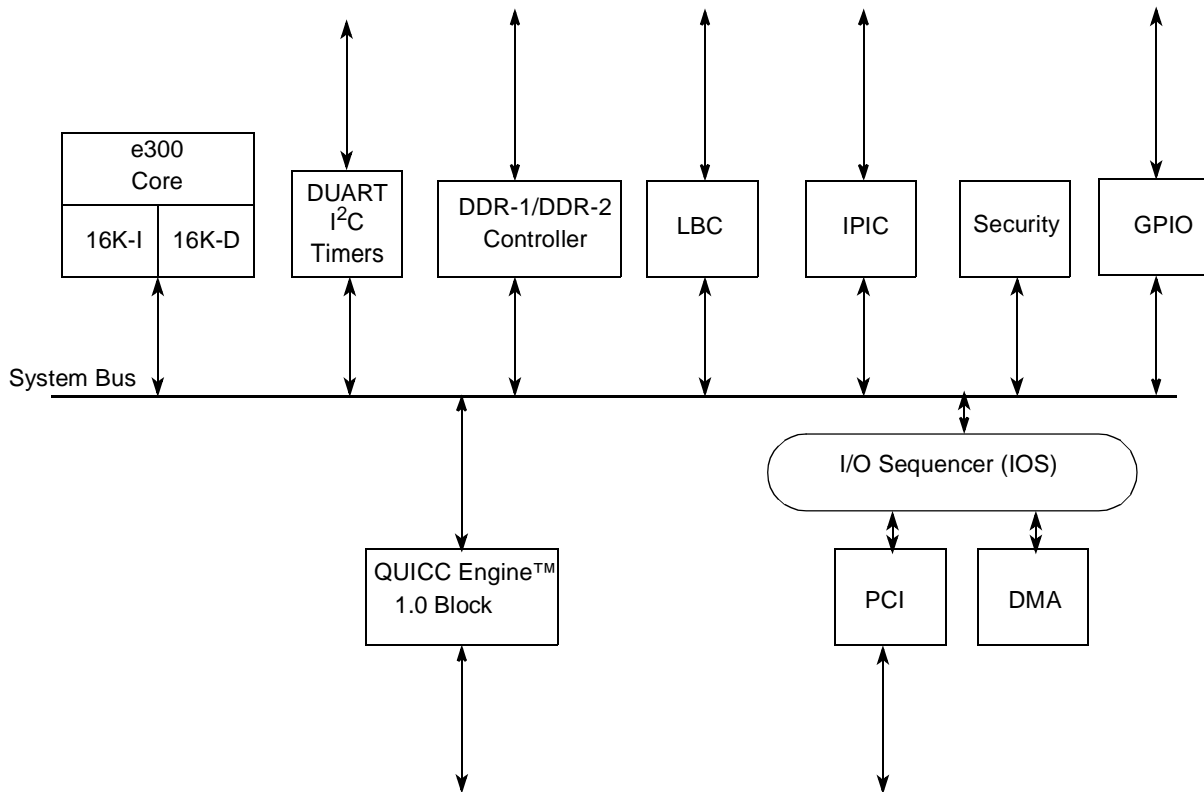 e300
Core
16K-I
16K-D
DUART
I²C
Timers
DDR-1/DDR-2
Controller
LBC
IPIC
Security
GPIO
System Bus
I/O Sequencer (IOS)
QUICC Engine™
1.0 Block
PCI
DMA